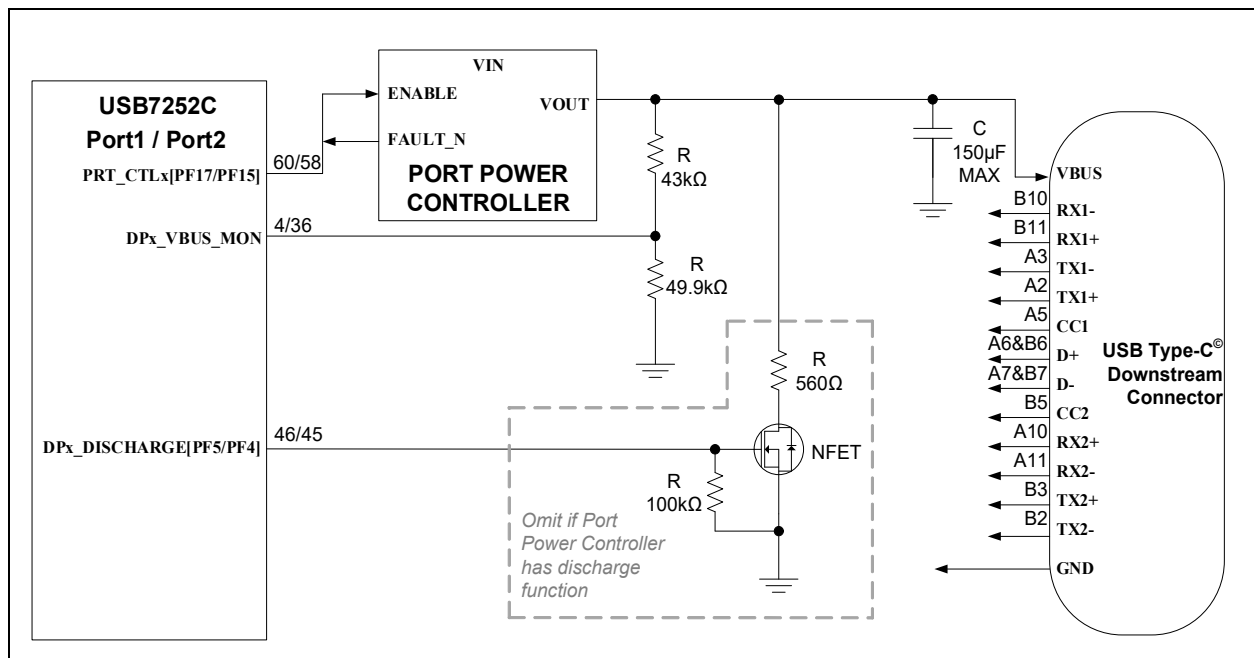 USB7252C
Port1 / Port2
PRT_CTLx[PF17/PF15]
60/58
DPx_VBUS_MON
4/36
DPx_DISCHARGE[PF5/PF4]
46/45
VIN
ENABLE
VOUT
FAULT_N
PORT POWER
CONTROLLER
R
43kΩ
R
49.9kΩ
C
150µF
MAX
R
560Ω
NFET
R
100kΩ
Omit if Port
Power Controller
has discharge
function
VBUS
B10
RX1-
B11
RX1+
A3
TX1-
A2
TX1+
A5
CC1
A6&B6
D+
A7&B7
D-
B5
CC2
A10
RX2+
A11
RX2-
B3
TX2+
B2
TX2-
GND
USB Type-C©
Downstream
Connector